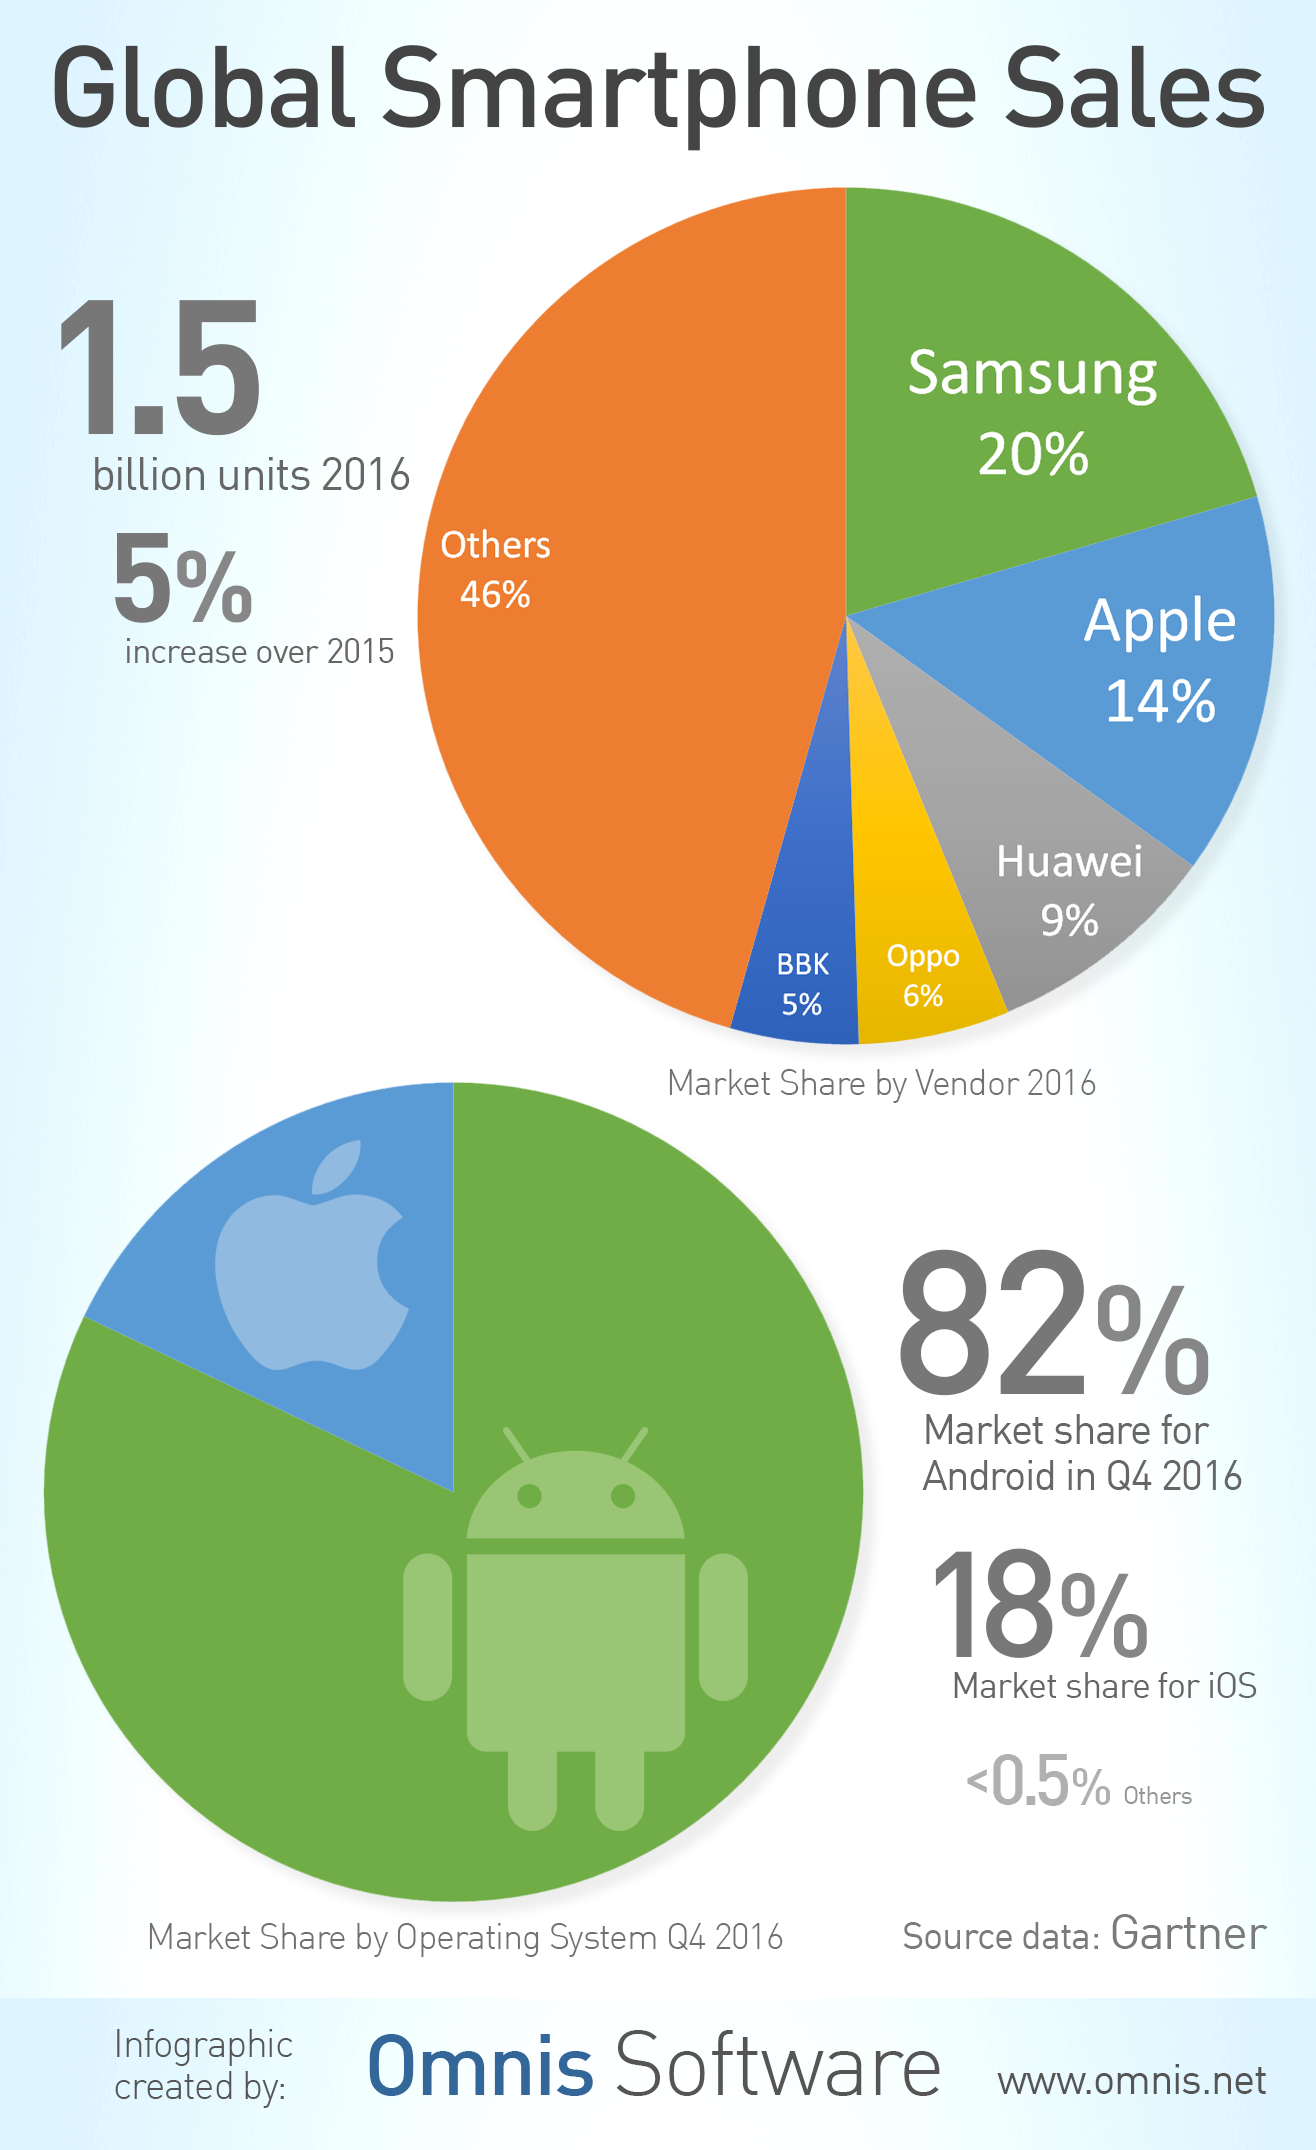 Global Smartphone Sales
1.5
billion units 2016
5%
increase over 2015
Samsung
20%
Apple
14%
Huawei
9%
Oppo
6%
BBK
5%
Others
46%
Market Share by Vendor 2016
82%
Market share for
Android in Q4 2016
18%
Market share for iOS
<0.5% Others
Market Share by Operating System Q4 2016
Source data: Gartner
Infographic
created by:
Omnis Software
www.omnis.net